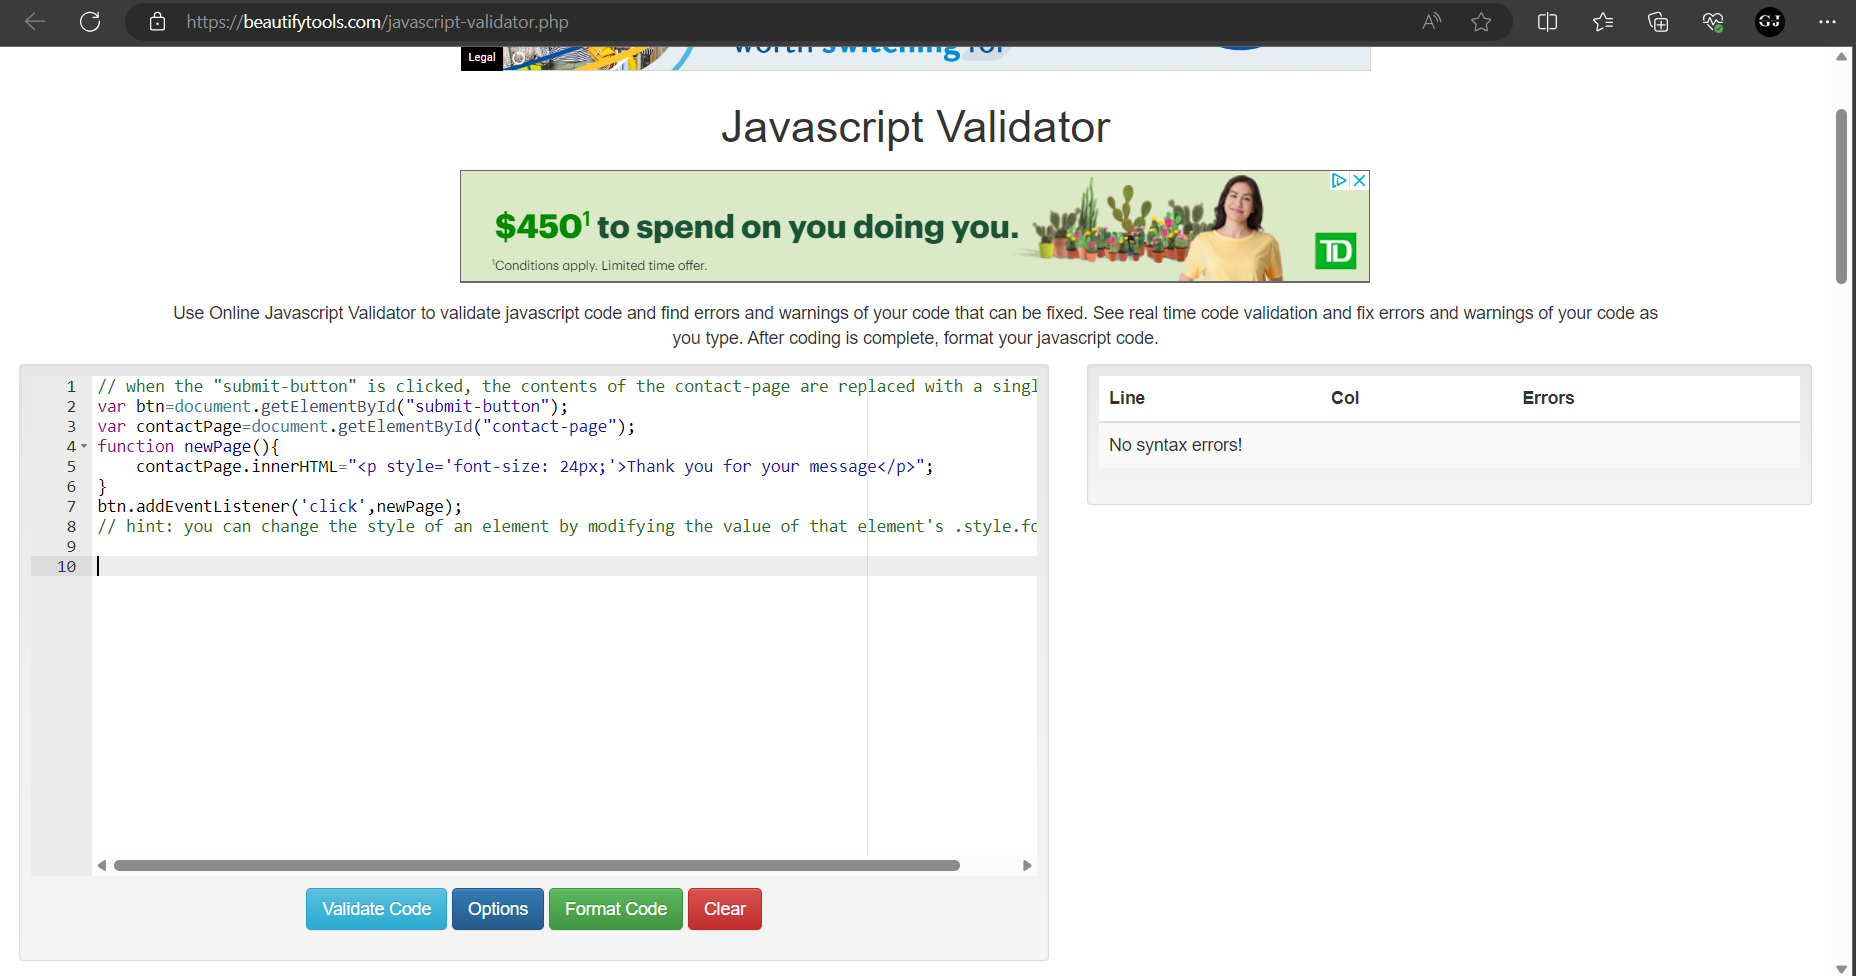 https://beautifytools.com/javascript-validator.php
GJ
Legal
worth switching for
Javascript Validator
$450¹ to spend on you doing you.
¹Conditions apply. Limited time offer.
TD
Use Online Javascript Validator to validate javascript code and find errors and warnings of your code that can be fixed. See real time code validation and fix errors and warnings of your code as
you type. After coding is complete, format your javascript code.
1 // when the "submit-button" is clicked, the contents of the contact-page are replaced with a singl
2 var btn=document.getElementById("submit-button");
3 var contactPage=document.getElementById("contact-page");
4 function newPage(){
5     contactPage.innerHTML="<p style='font-size: 24px;'>Thank you for your message</p>";
6 }
7 btn.addEventListener('click',newPage);
8 // hint: you can change the style of an element by modifying the value of that element's .style.fo
9
10
Validate Code Options Format Code Clear
Line Col Errors
No syntax errors!